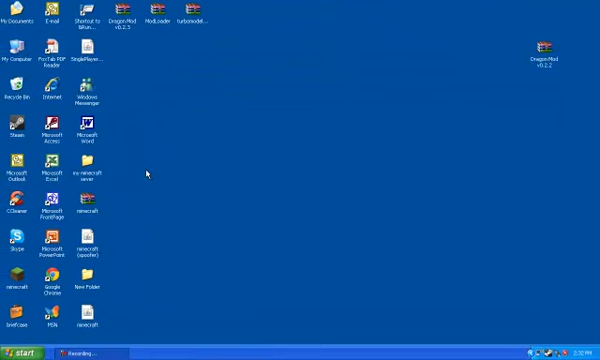 My Documents
E-mail
Shortcut to
Dragon Mod
v0.2.3
ModLoader
turbomodel...
My Computer
FoxTab PDF
Reader
SinglePlayer...
Dragon Mod
v0.2.2
Recycle Bin
Internet
Windows
Messenger
Steam
Microsoft
Access
Microsoft
Word
Microsoft
Outlook
Microsoft
Excel
my minecraft
server
CCleaner
Microsoft
FrontPage
minecraft
Skype
Microsoft
PowerPoint
minecraft
(spoofer)
minecraft
Google
Chrome
New Folder
Briefcase
MSN
minecraft
start
Recording...
2:32 PM